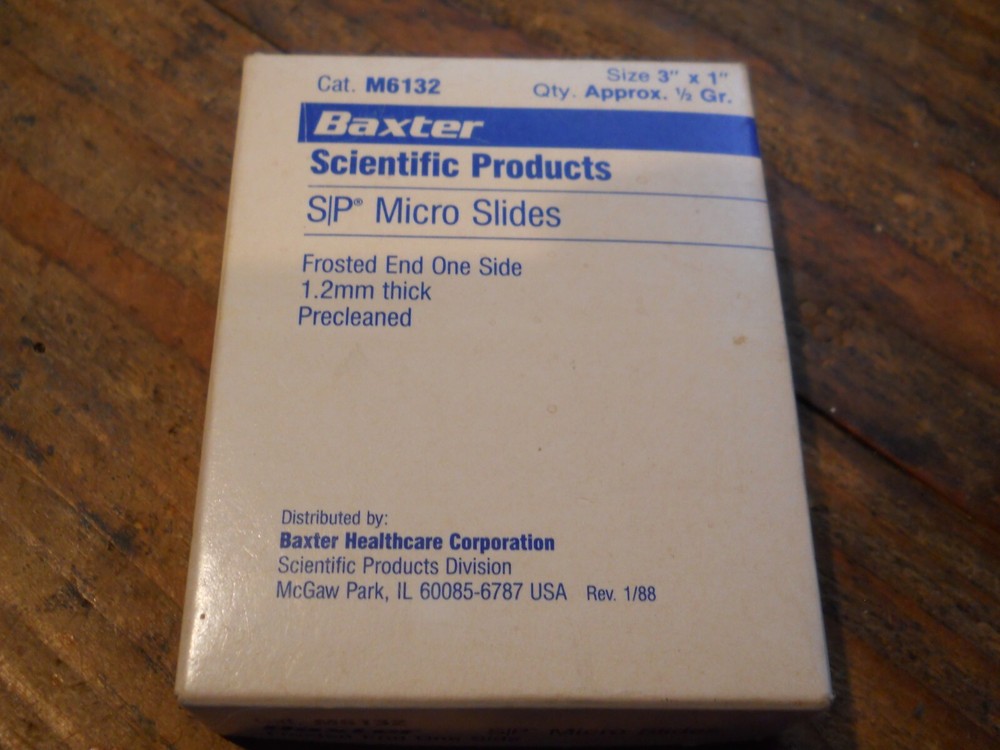 Cat. M6132
Size 3" x 1"
Qty. Approx. ½ Gr.
Baxter
Scientific Products
S|P® Micro Slides
Frosted End One Side
1.2mm thick
Precleaned
Distributed by:
Baxter Healthcare Corporation
Scientific Products Division
McGaw Park, IL 60085-6787 USA Rev. 1/88